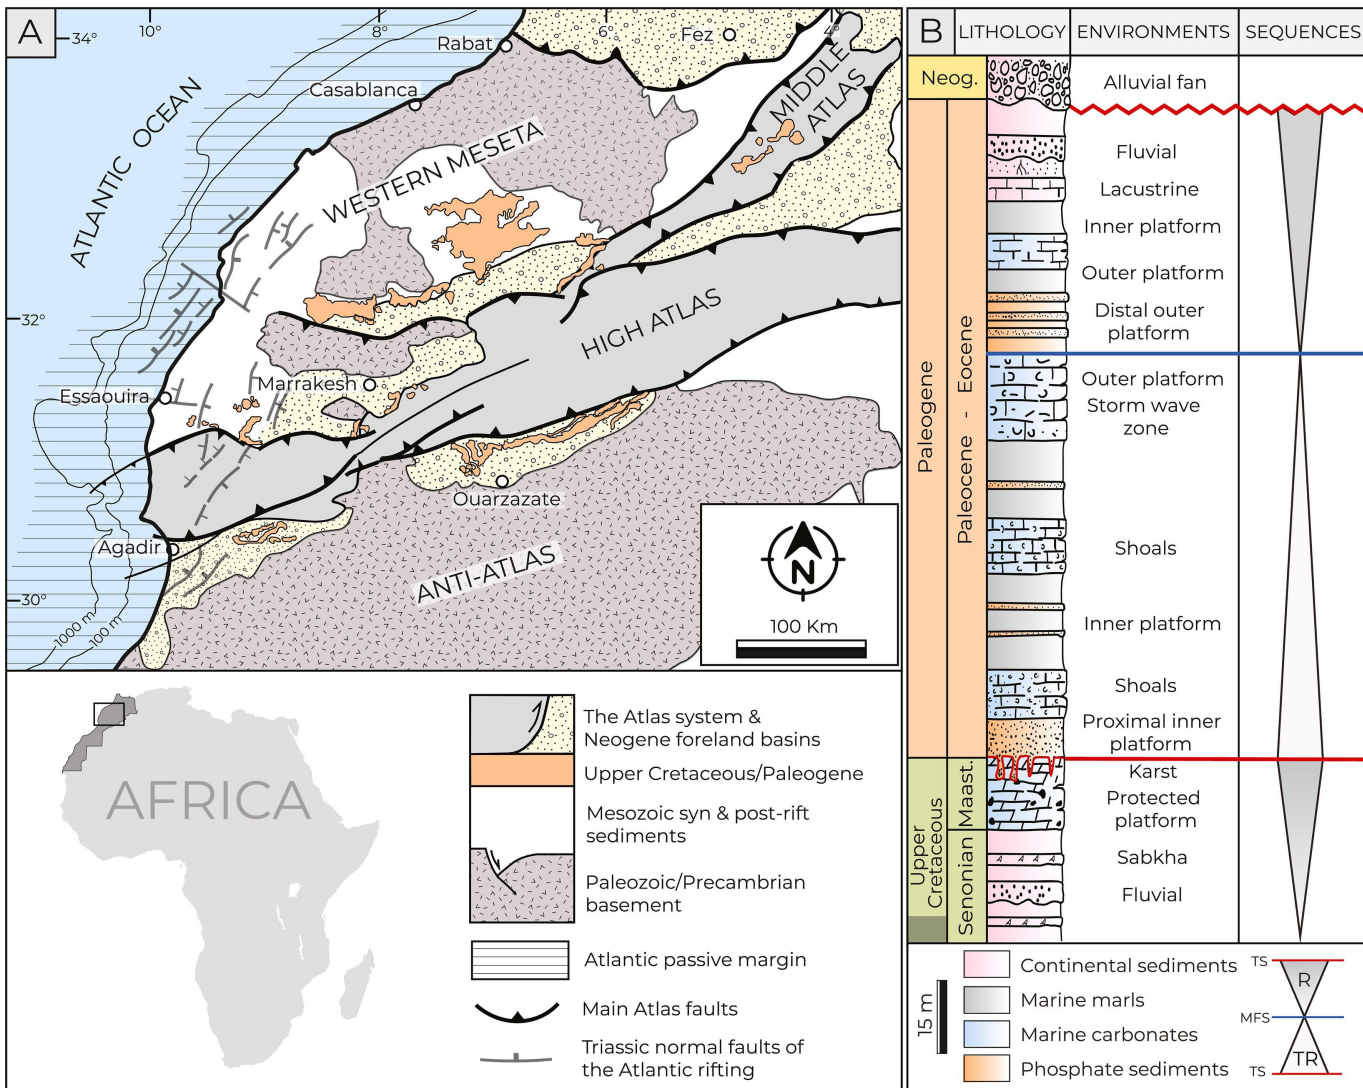 A
34°
10°
8°
6°
4°
Rabat
Fez
Casablanca
MIDDLE
ATLAS
ATLANTIC OCEAN
WESTERN MESETA
32°
HIGH ATLAS
Marrakesh
Essaouira
Ouarzazate
Agadir
ANTI-ATLAS
30°
1000 m
100 m
N
100 Km
AFRICA
The Atlas system &
Neogene foreland basins
Upper Cretaceous/Paleogene
Mesozoic syn & post-rift
sediments
Paleozoic/Precambrian
basement
Atlantic passive margin
Main Atlas faults
Triassic normal faults of
the Atlantic rifting
B
LITHOLOGY
ENVIRONMENTS
SEQUENCES
Neog.
Paleogene
Paleocene - Eocene
Upper
Cretaceous
Maast.
Senonian
Alluvial fan
Fluvial
Lacustrine
Inner platform
Outer platform
Distal outer
platform
Outer platform
Storm wave
zone
Shoals
Inner platform
Shoals
Proximal inner
platform
Karst
Protected
platform
Sabkha
Fluvial
15 m
Continental sediments
Marine marls
Marine carbonates
Phosphate sediments
TS
R
MFS
TR
TS